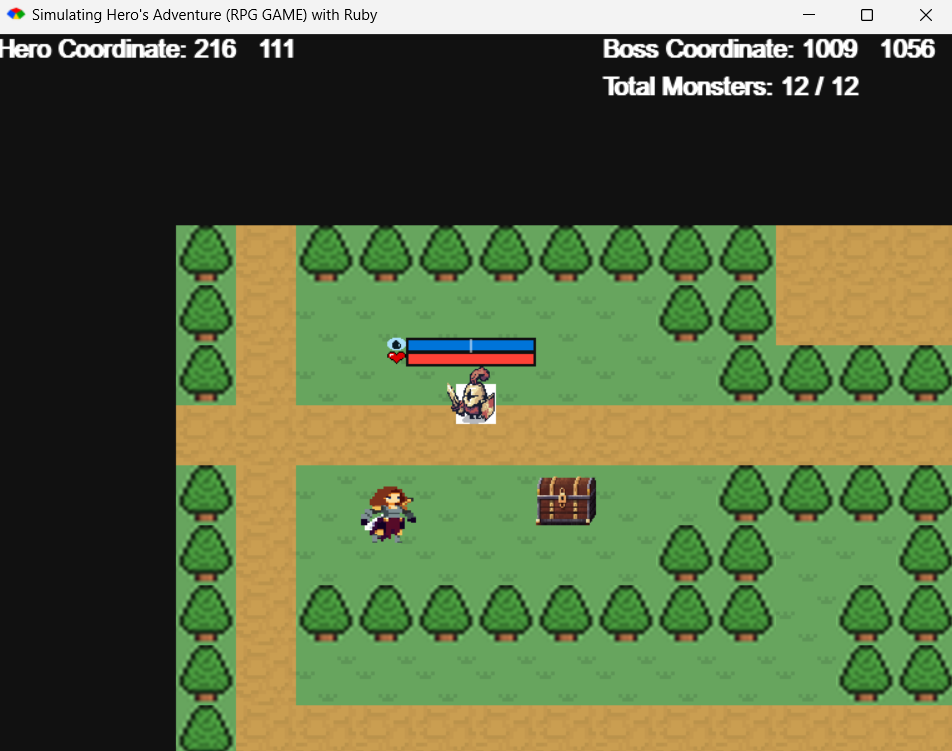 Simulating Hero's Adventure (RPG GAME) with Ruby
Hero Coordinate: 216 111
Boss Coordinate: 1009 1056
Total Monsters: 12 / 12